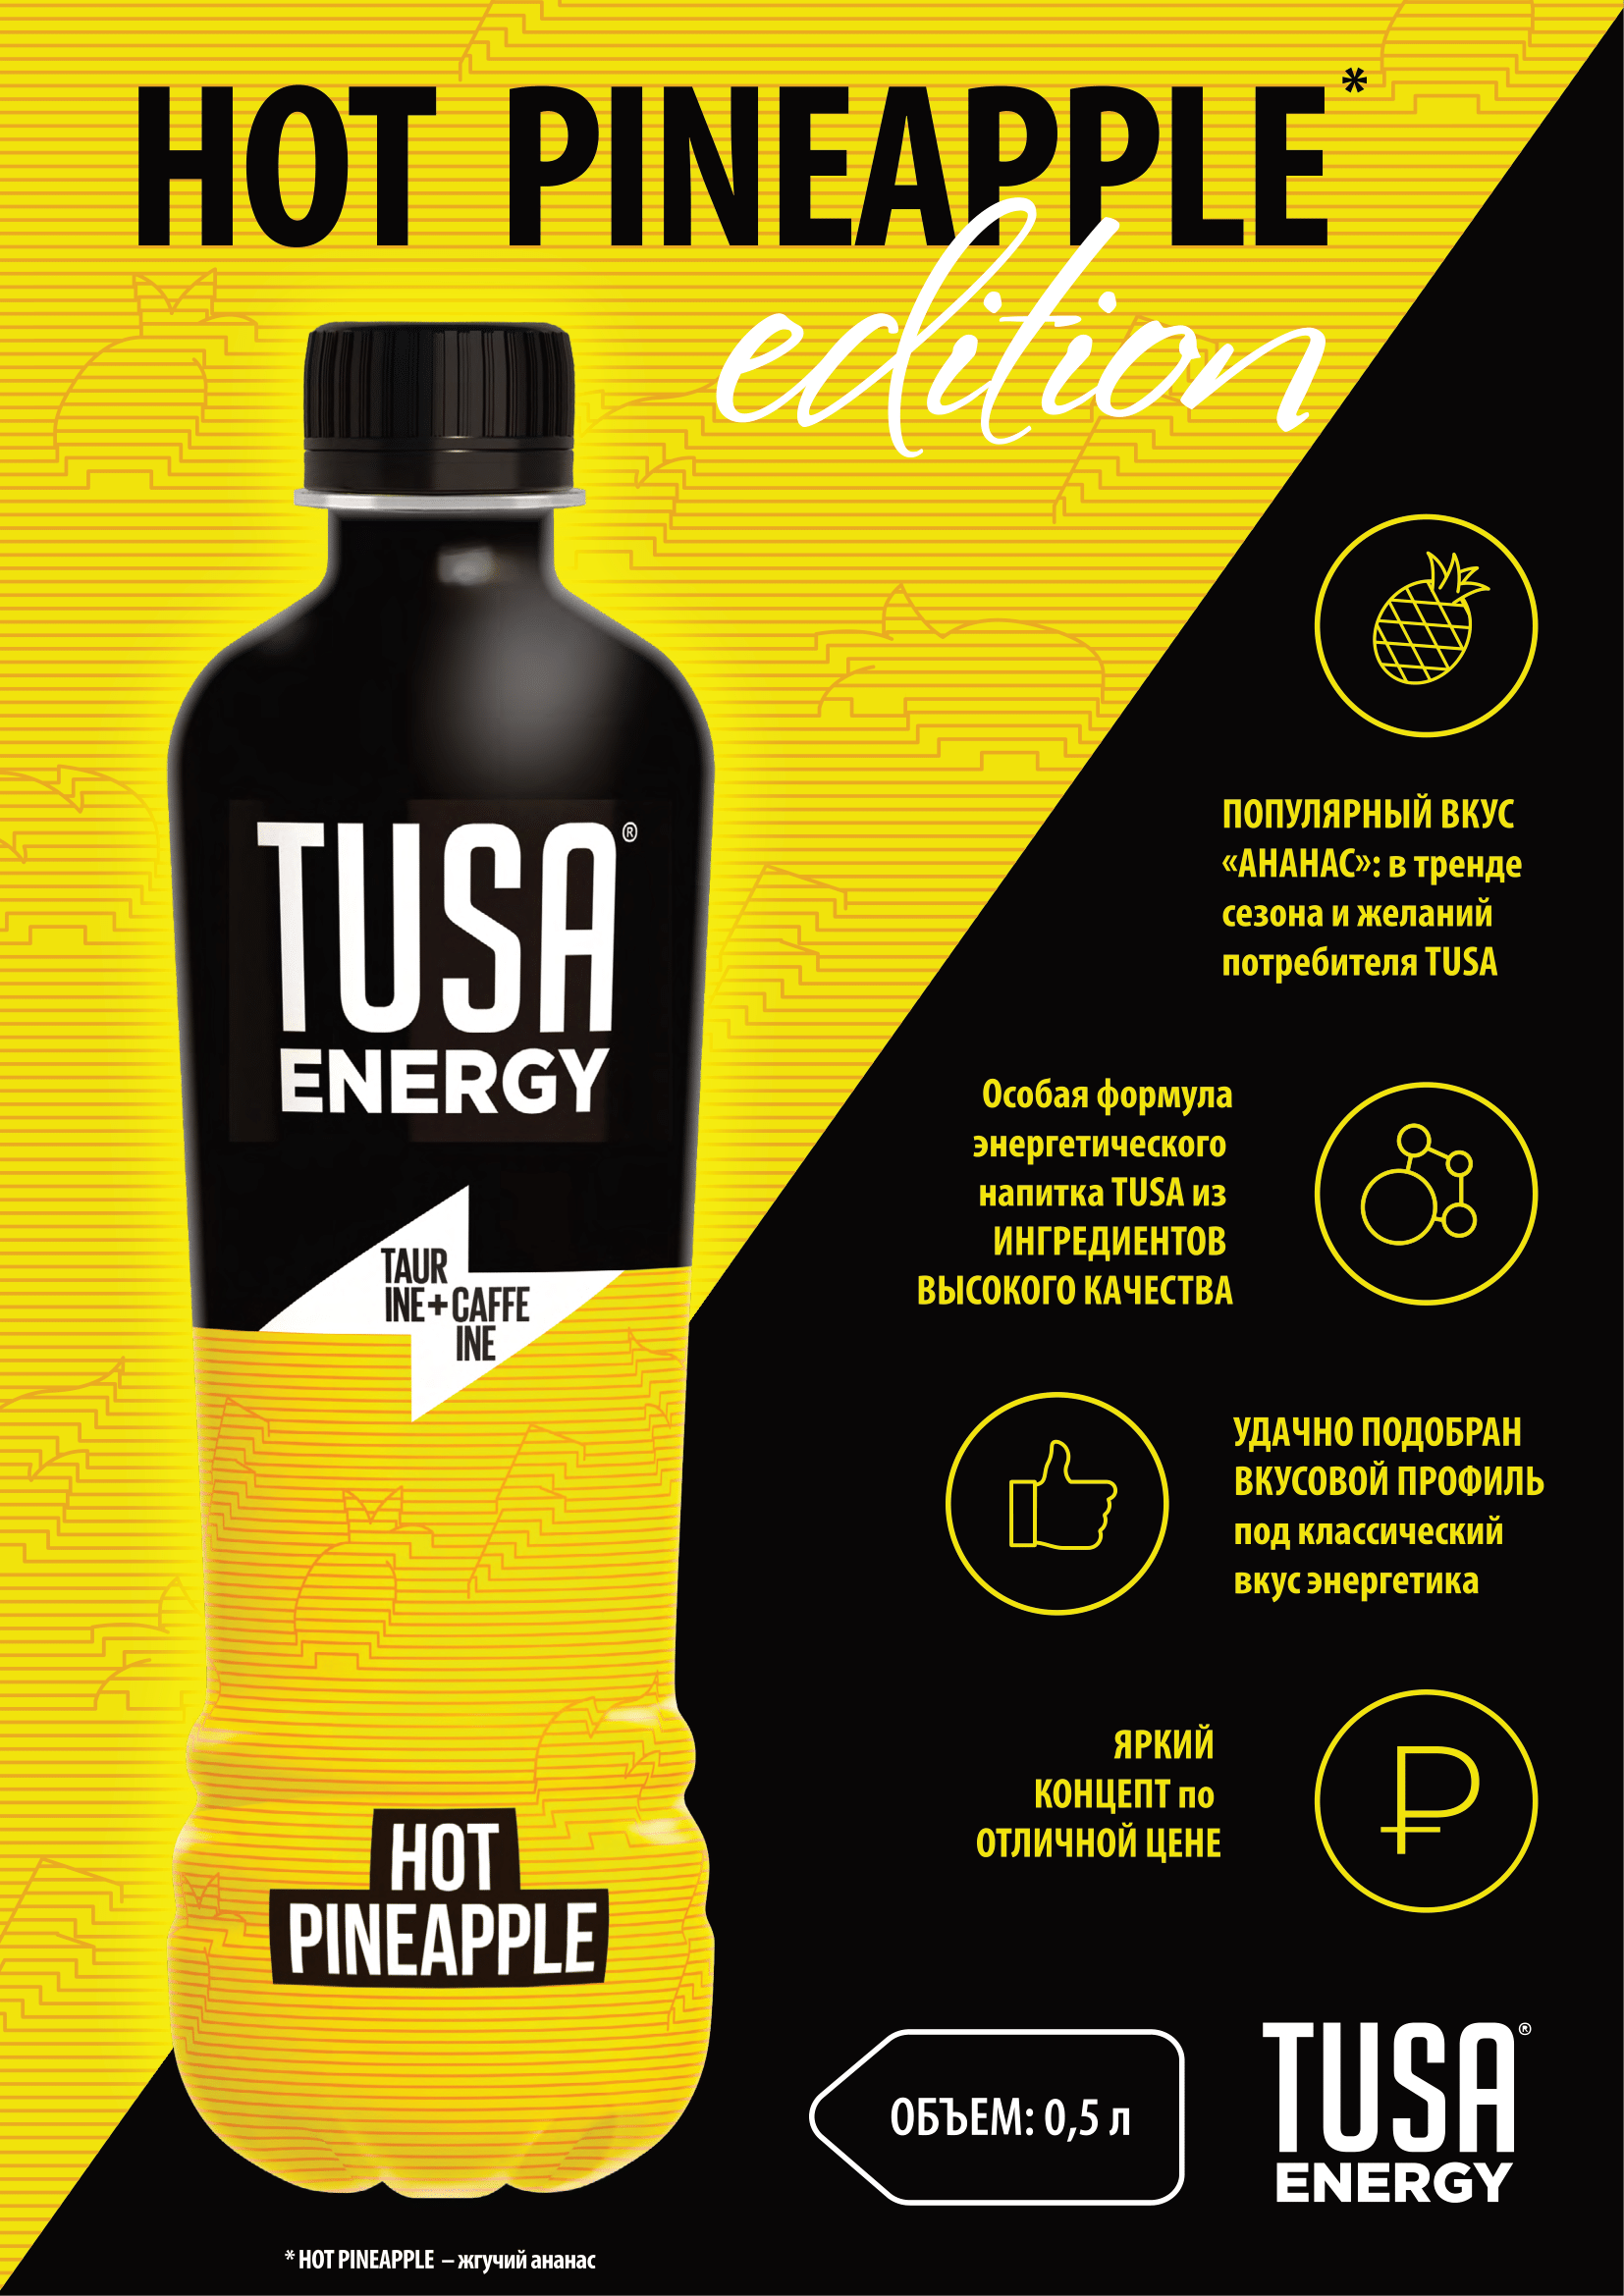 HOT PINEAPPLE*
edition
TUSA®
ENERGY
TAUR
INE+CAFFE
INE
HOT
PINEAPPLE
ПОПУЛЯРНЫЙ ВКУС
«АНАНАС»: в тренде
сезона и желаний
потребителя TUSA
Особая формула
энергетического
напитка TUSA из
ИНГРЕДИЕНТОВ
ВЫСОКОГО КАЧЕСТВА
УДАЧНО ПОДОБРАН
ВКУСОВОЙ ПРОФИЛЬ
под классический
вкус энергетика
ЯРКИЙ
КОНЦЕПТ по
ОТЛИЧНОЙ ЦЕНЕ
ОБЪЕМ: 0,5 л
TUSA®
ENERGY
* HOT PINEAPPLE – жгучий ананас